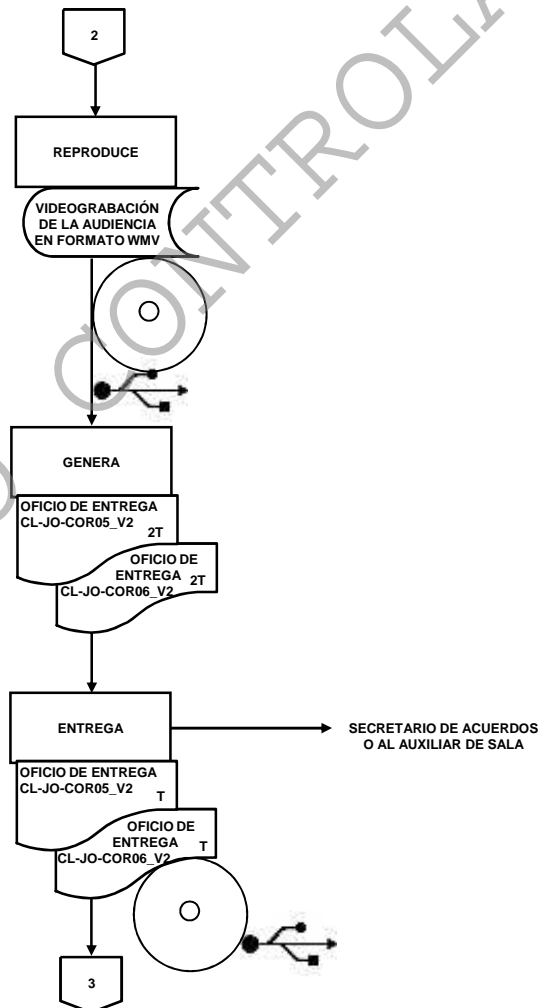 2
REPRODUCE
VIDEOGRABACIÓN
DE LA AUDIENCIA
EN FORMATO WMV
GENERA
OFICIO DE ENTREGA
CL-JO-COR05_V2
2T
OFICIO DE
ENTREGA 2T
CL-JO-COR06_V2
ENTREGA
SECRETARIO DE ACUERDOS
O AL AUXILIAR DE SALA
OFICIO DE ENTREGA
CL-JO-COR05_V2
T
OFICIO DE
ENTREGA T
CL-JO-COR06_V2
3
CONTROLA